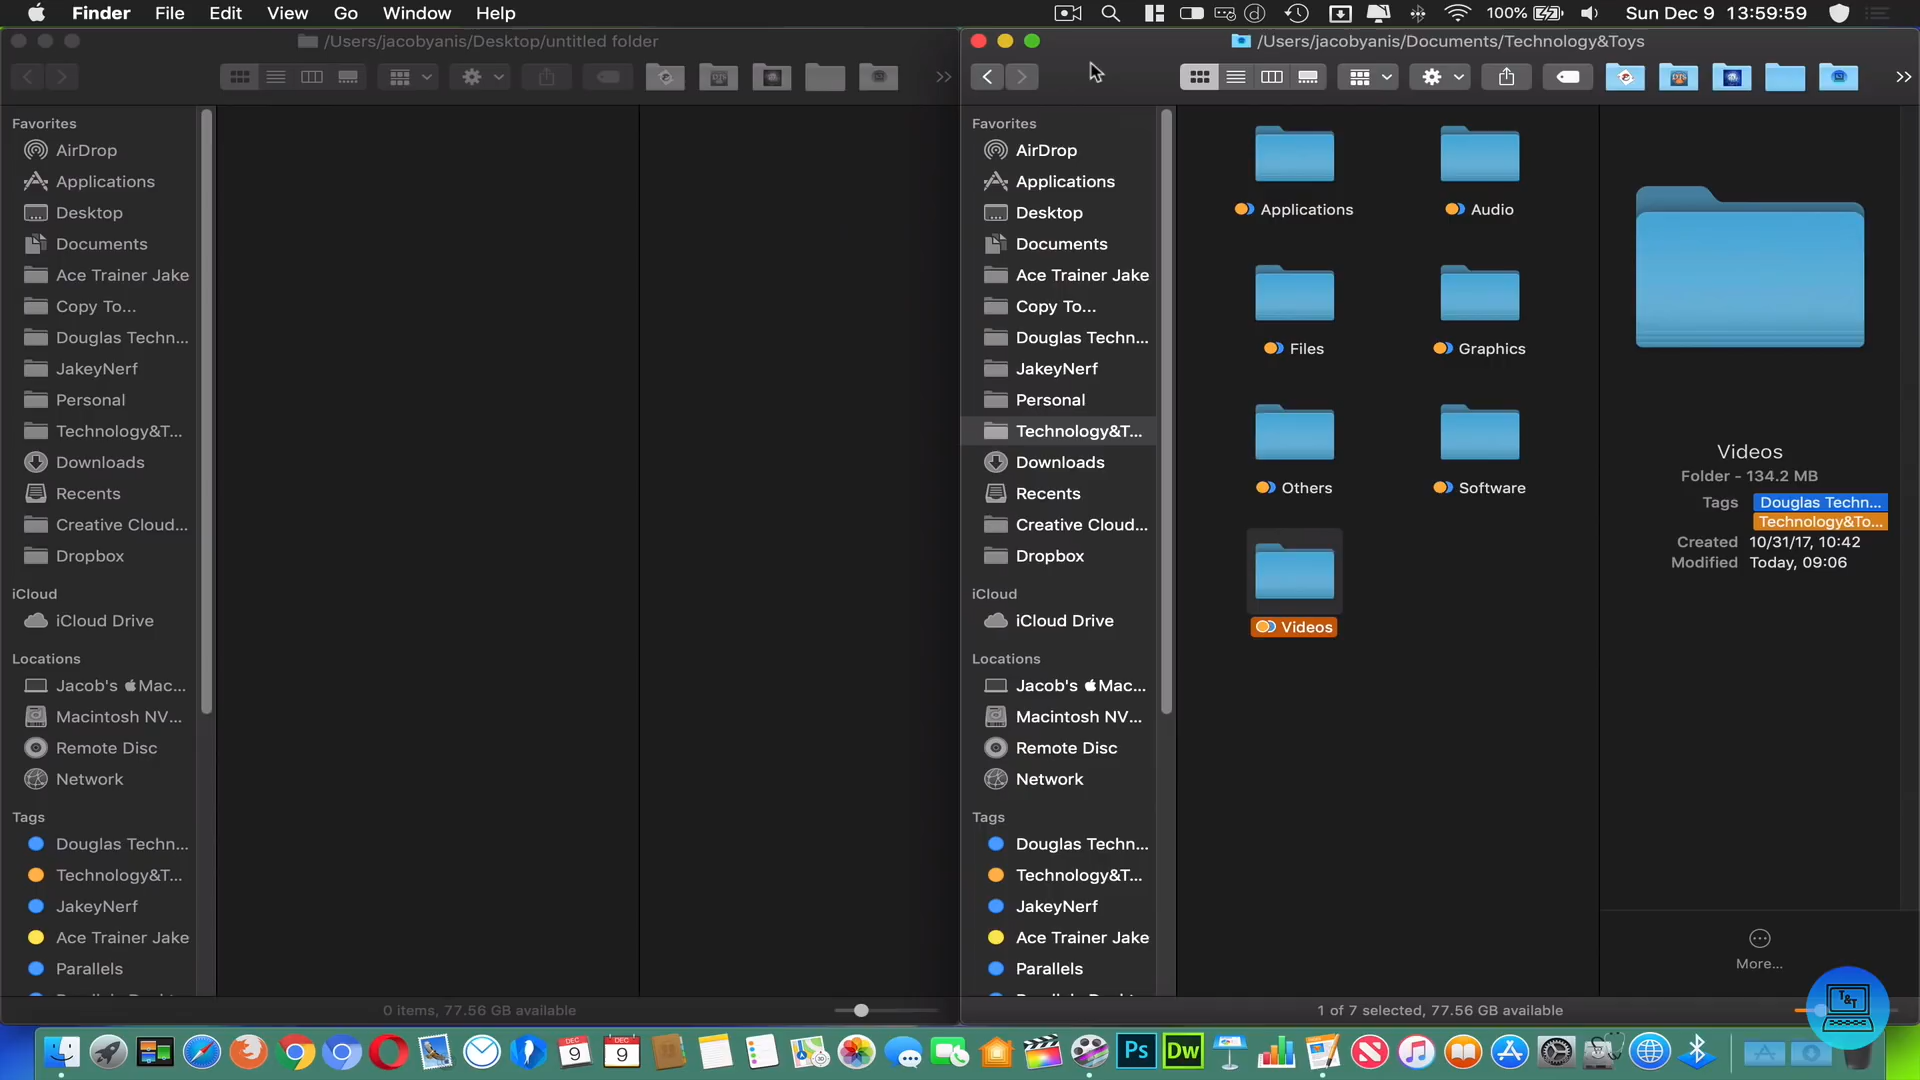 Finder File Edit View Go Window Help
100%
Sun Dec 9 13:59:59
/Users/jacobyanis/Desktop/untitled folder
Favorites
AirDrop
Applications
Desktop
Documents
Ace Trainer Jake
Copy To...
Douglas Techn...
JakeyNerf
Personal
Technology&T...
Downloads
Recents
Creative Cloud...
Dropbox
iCloud
iCloud Drive
Locations
Jacob's Mac...
Macintosh NV...
Remote Disc
Network
Tags
Douglas Techn...
Technology&T...
JakeyNerf
Ace Trainer Jake
Parallels
0 items, 77.56 GB available
/Users/jacobyanis/Documents/Technology&Toys
Favorites
AirDrop
Applications
Desktop
Documents
Ace Trainer Jake
Copy To...
Douglas Techn...
JakeyNerf
Personal
Technology&T...
Downloads
Recents
Creative Cloud...
Dropbox
iCloud
iCloud Drive
Locations
Jacob's Mac...
Macintosh NV...
Remote Disc
Network
Tags
Douglas Techn...
Technology&T...
JakeyNerf
Ace Trainer Jake
Parallels
Applications
Audio
Files
Graphics
Others
Software
Videos
Videos
Folder - 134.2 MB
Tags Douglas Techn...
Technology&To...
Created 10/31/17, 10:42
Modified Today, 09:06
More...
1 of 7 selected, 77.56 GB available
T&T
DEC
9
DEC
9
Ps
Dw